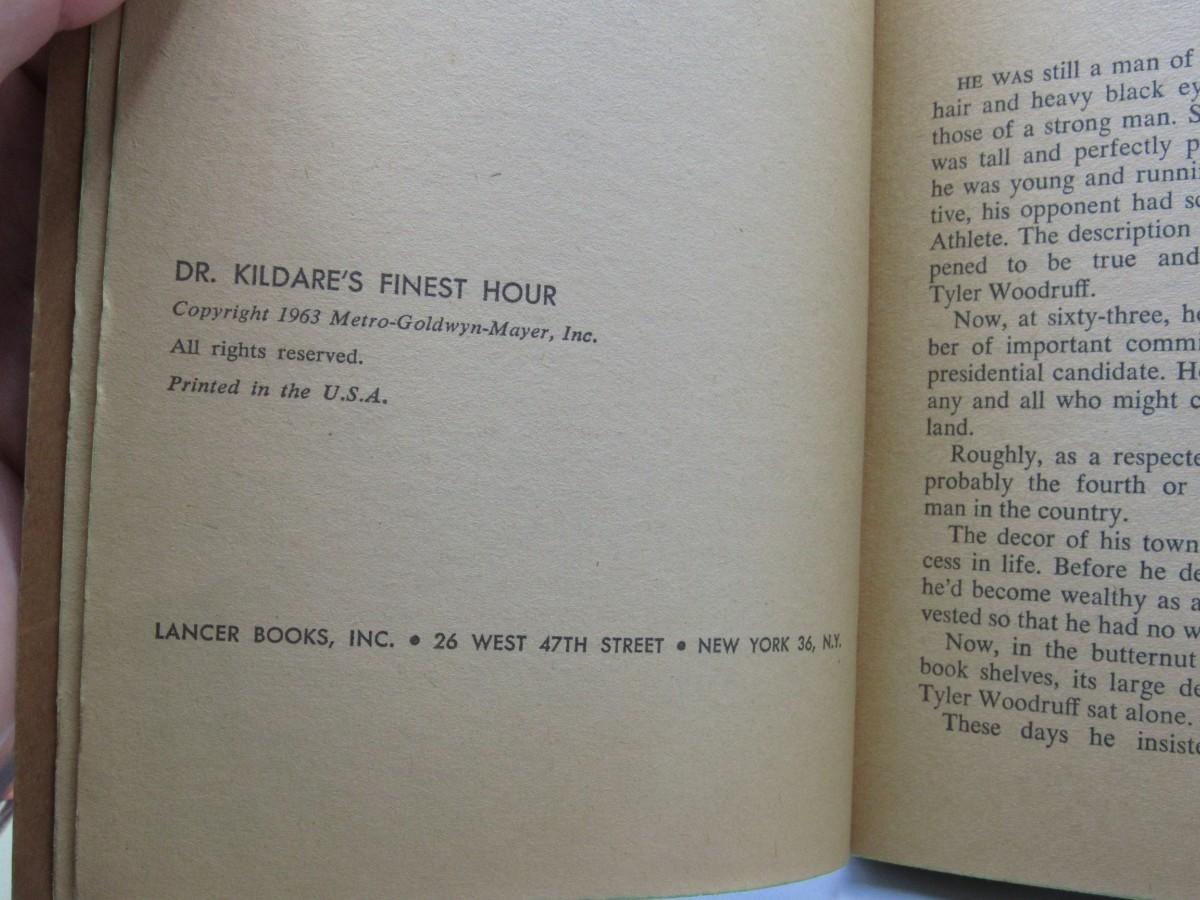 DR. KILDARE'S FINEST HOUR
Copyright 1963 Metro-Goldwyn-Mayer, Inc.
All rights reserved.
Printed in the U.S.A.
LANCER BOOKS, INC. • 26 WEST 47TH STREET • NEW YORK 36, N.Y.
HE WAS still a man of
hair and heavy black
those of a strong man.
was tall and perfectly
he was young and
tive, his opponent had
Athlete. The description
pened to be true and
Tyler Woodruff.
Now, at sixty-three,
ber of important
presidential candidate.
any and all who might
land.
Roughly, as a
probably the fourth or
man in the country.
The decor of his town
cess in life. Before he
he'd become wealthy as a
vested so that he had no
Now, in the butternut
book shelves, its large
Tyler Woodruff sat alone.
These days he